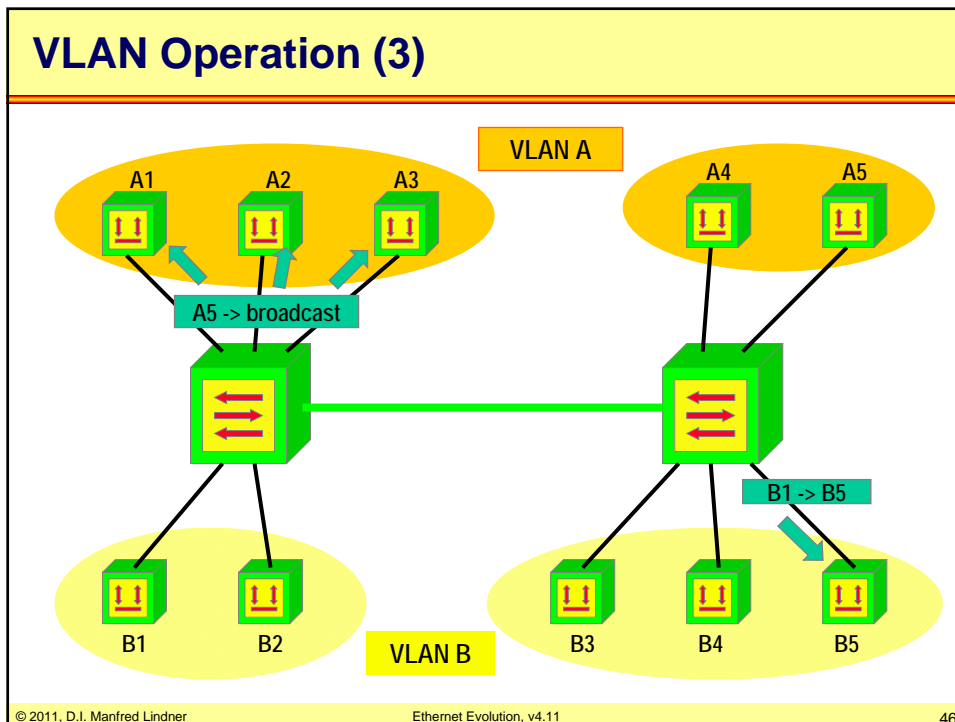 VLAN Operation (3)
VLAN A
A1
A2
A3
A4
A5
A5 -> broadcast
B1 -> B5
B1
B2
B3
B4
B5
VLAN B
© 2011, D.I. Manfred Lindner
Ethernet Evolution, v4.11
46